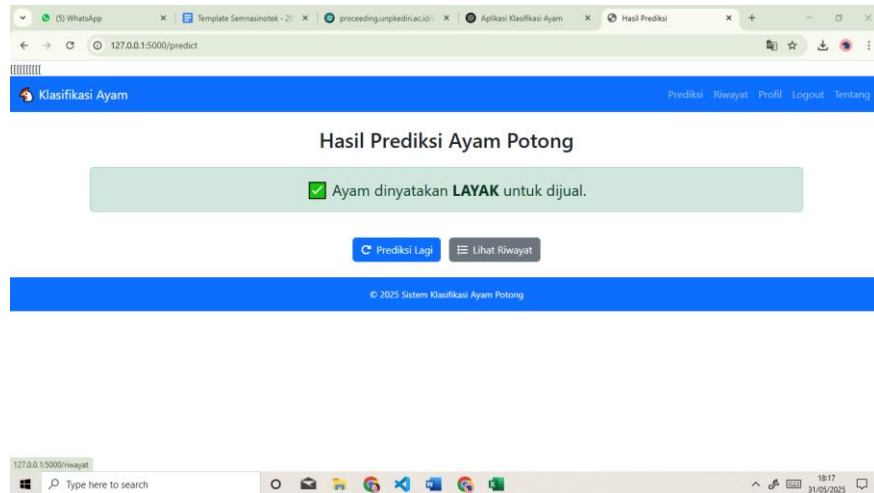 (5) WhatsApp
Template Semnasinotek - 20
proceeding.unpkediri.ac.id/
Aplikasi Klasifikasi Ayam
Hasil Prediksi
127.0.0.1:5000/predict
[[[[[[[[[[
Klasifikasi Ayam
Prediksi Riwayat Profil Logout Tentang
Hasil Prediksi Ayam Potong
Ayam dinyatakan LAYAK untuk dijual.
Prediksi Lagi
Lihat Riwayat
© 2025 Sistem Klasifikasi Ayam Potong
127.0.0.1:5000/riwayat
Type here to search
18:17
31/05/2025